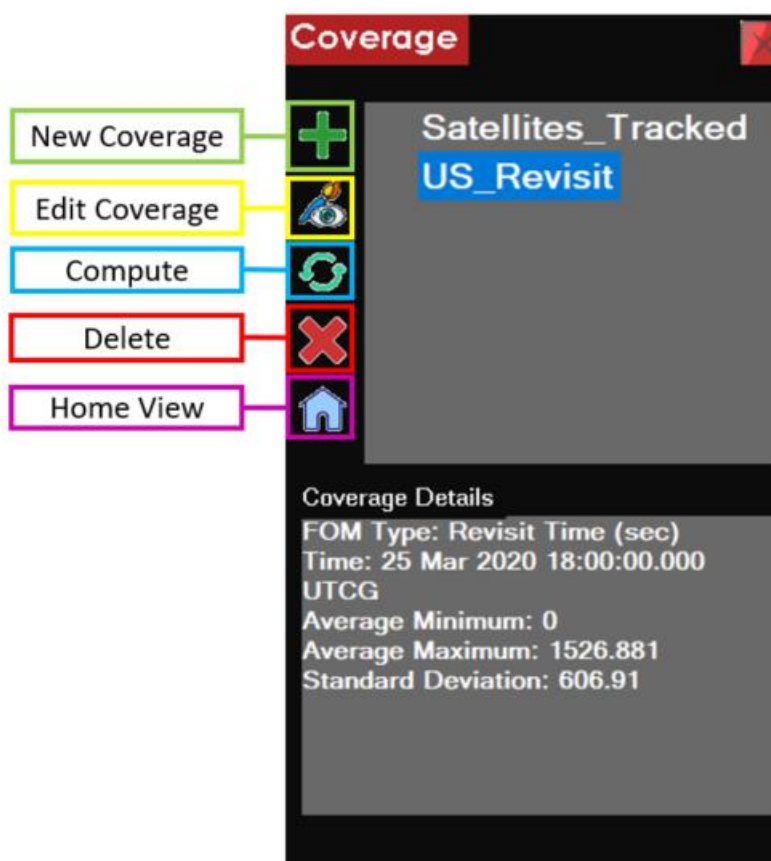 Coverage
New Coverage
Edit Coverage
Compute
Delete
Home View
Satellites_Tracked
US_Revisit
Coverage Details
FOM Type: Revisit Time (sec)
Time: 25 Mar 2020 18:00:00.000
UTCG
Average Minimum: 0
Average Maximum: 1526.881
Standard Deviation: 606.91